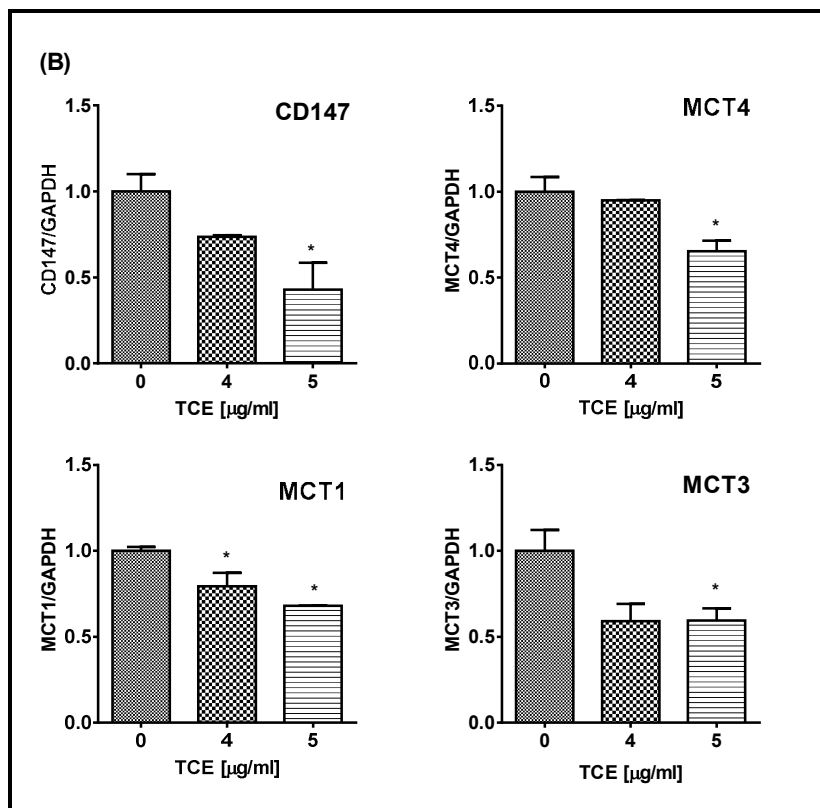 (B)
CD147
CD147/GAPDH
1.5
1.0
0.5
0.0
*
0 4 5
TCE [µg/ml]
MCT4
MCT4/GAPDH
1.5
1.0
0.5
0.0
*
0 4 5
TCE [µg/ml]
MCT1
MCT1/GAPDH
1.5
1.0
0.5
0.0
* *
0 4 5
TCE [µg/ml]
MCT3
MCT3/GAPDH
1.5
1.0
0.5
0.0
*
0 4 5
TCE [µg/ml]